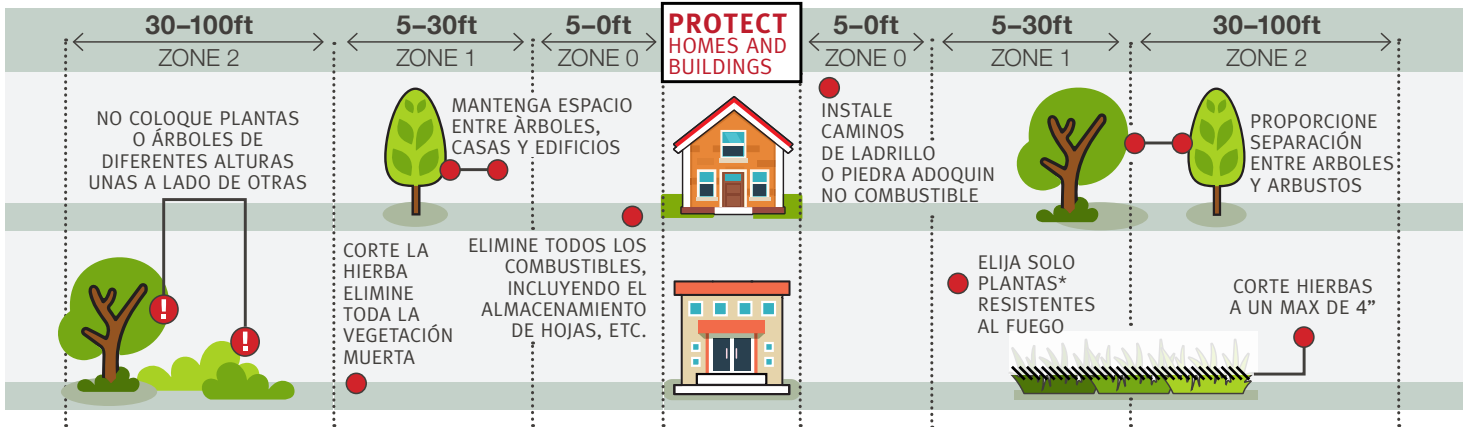 30–100ft
ZONE 2
5–30ft
ZONE 1
5–0ft
ZONE 0
PROTECT
HOMES AND
BUILDINGS
5–0ft
ZONE 0
5–30ft
ZONE 1
30–100ft
ZONE 2
NO COLOQUE PLANTAS
O ÁRBOLES DE
DIFERENTES ALTURAS
UNAS A LADO DE OTRAS
MANTENGA ESPACIO
ENTRE ÀRBOLES,
CASAS Y EDIFICIOS
INSTALE
CAMINOS
DE LADRILLO
O PIEDRA ADOQUIN
NO COMBUSTIBLE
PROPORCIONE
SEPARACIÓN
ENTRE ARBOLES
Y ARBUSTOS
!
!
CORTE LA
HIERBA
ELIMINE
TODA LA
VEGETACIÓN
MUERTA
ELIMINE TODOS LOS
COMBUSTIBLES,
INCLUYENDO EL
ALMACENAMIENTO
DE HOJAS, ETC.
ELIJA SOLO
PLANTAS*
RESISTENTES
AL FUEGO
CORTE HIERBAS
A UN MAX DE 4”